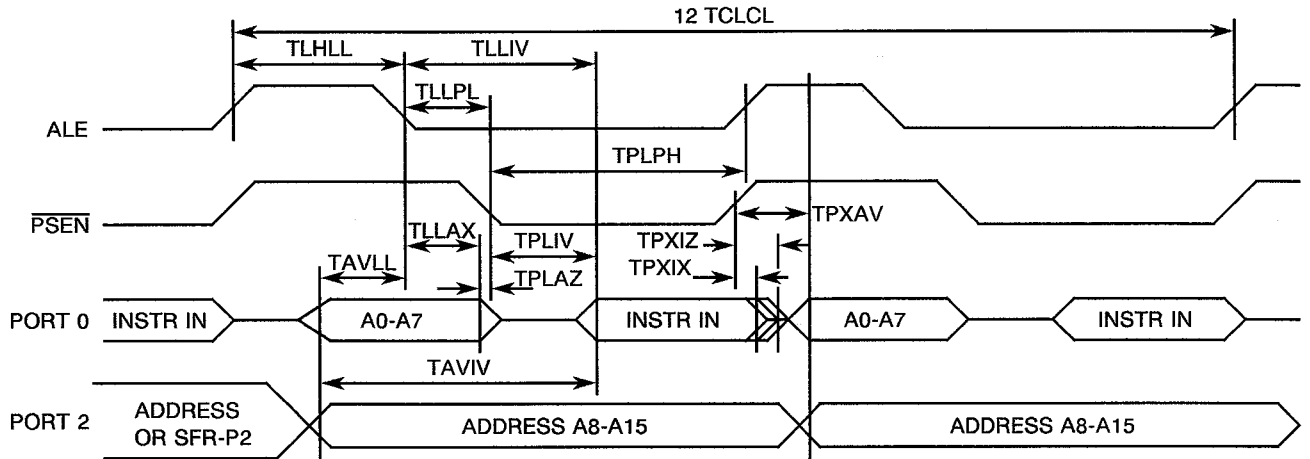 12 TCLCL
TLHLL TLLIV
TLLPL
ALE
TPLPH
PSEN
TLLAX TPLIV TPXIZ TPXAV
TAVLL TPLAZ TPXIX
PORT 0 INSTR IN A0-A7 INSTR IN A0-A7 INSTR IN
TAVIV
PORT 2 ADDRESS OR SFR-P2 ADDRESS A8-A15 ADDRESS A8-A15